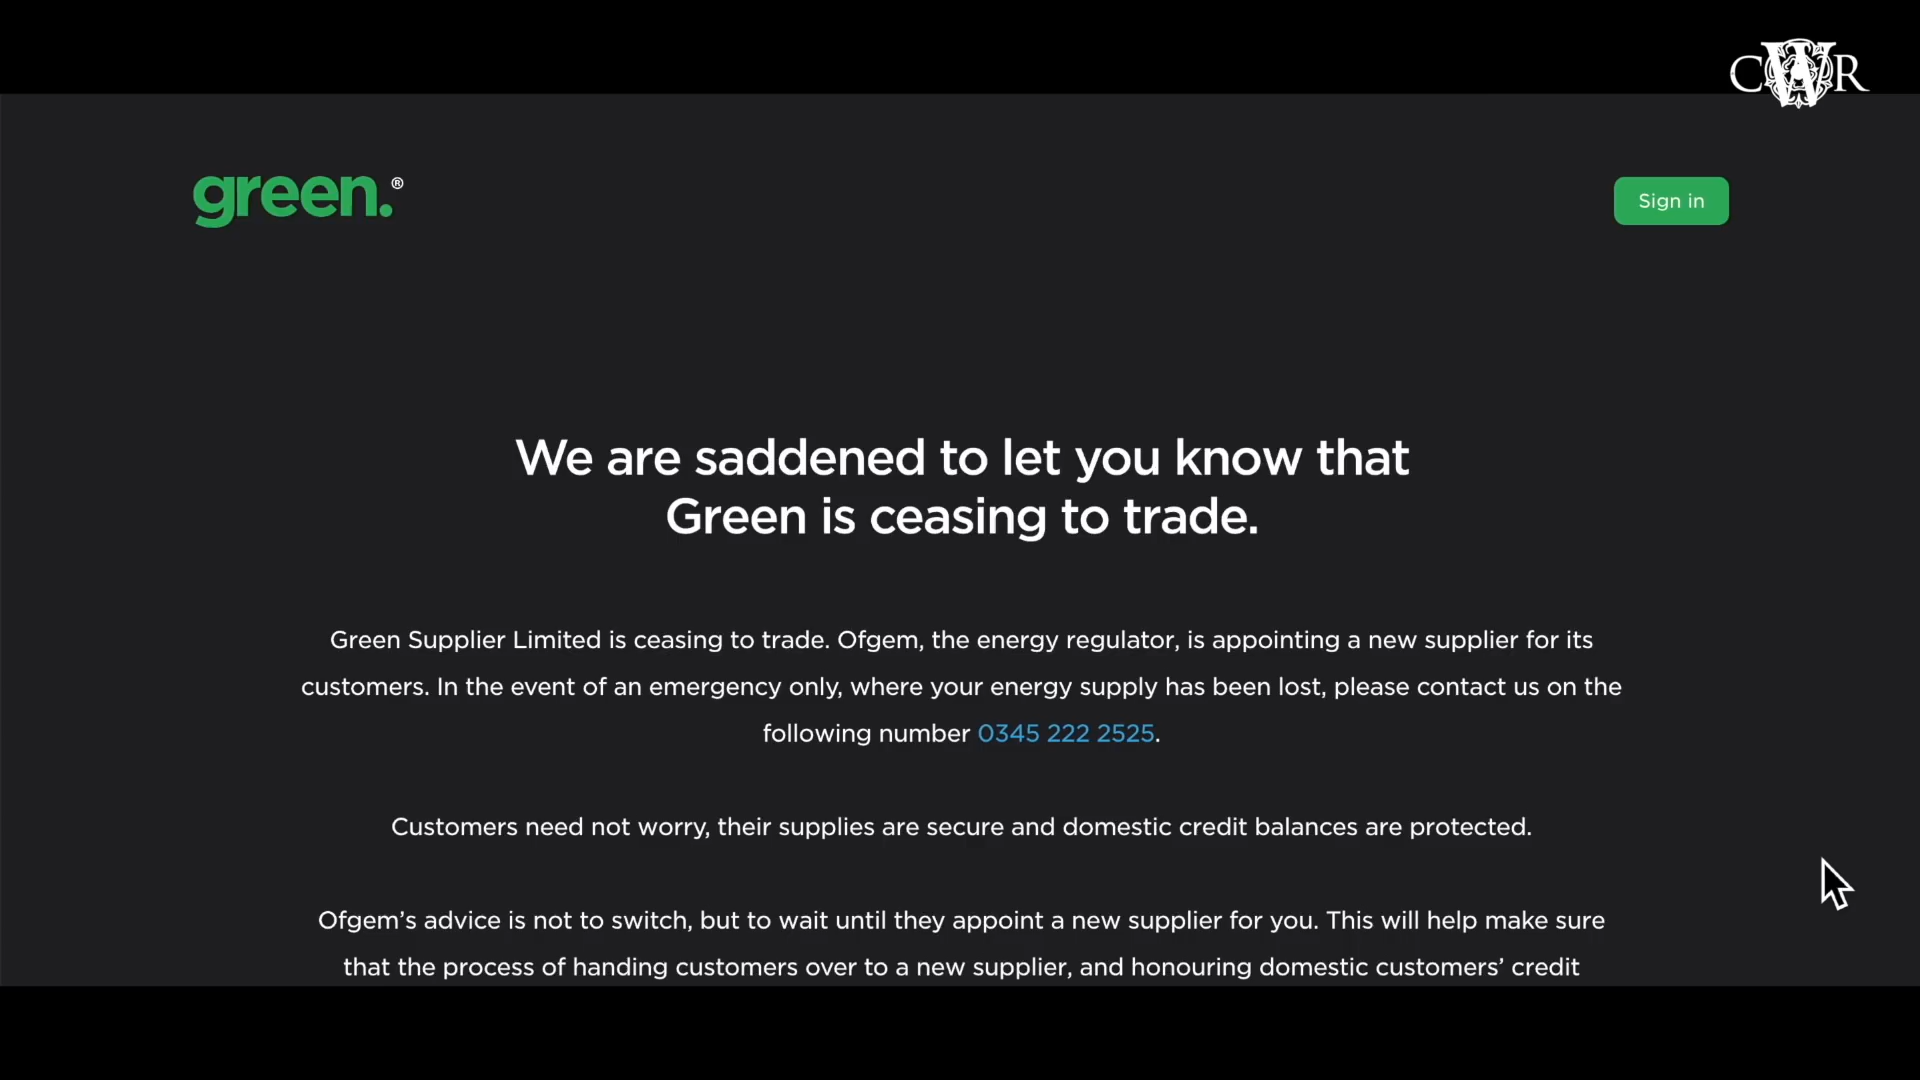 CWR
green.®
Sign in
We are saddened to let you know that
Green is ceasing to trade.
Green Supplier Limited is ceasing to trade. Ofgem, the energy regulator, is appointing a new supplier for its
customers. In the event of an emergency only, where your energy supply has been lost, please contact us on the
following number 0345 222 2525.
Customers need not worry, their supplies are secure and domestic credit balances are protected.
Ofgem’s advice is not to switch, but to wait until they appoint a new supplier for you. This will help make sure
that the process of handing customers over to a new supplier, and honouring domestic customers’ credit